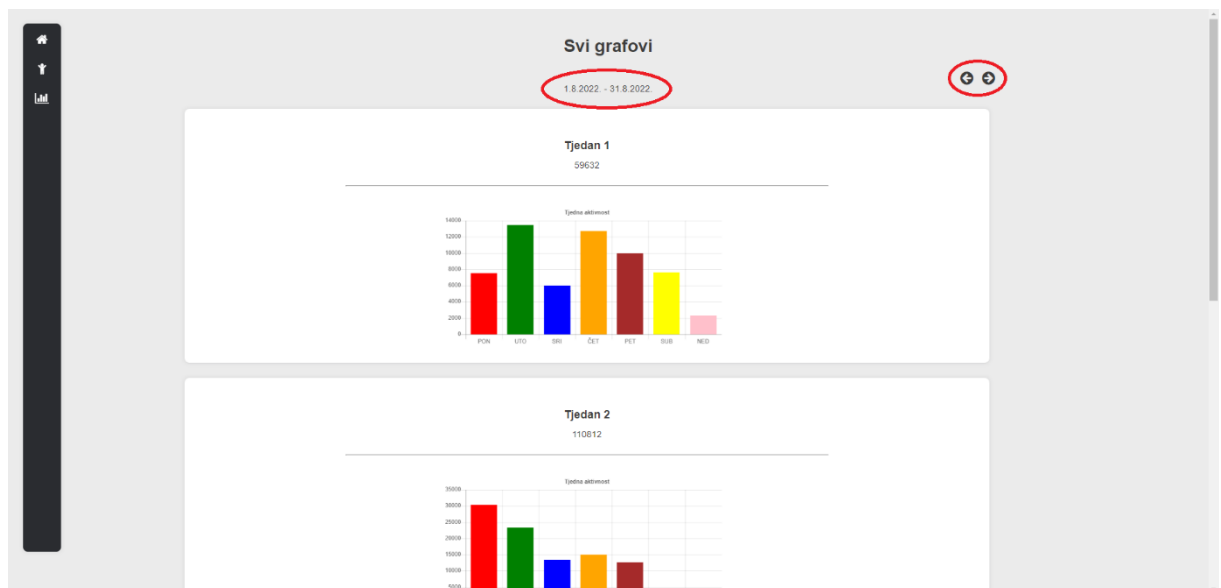 Svi grafovi
1.8.2022. - 31.8.2022.
Tjedan 1
59632
Tjedna aktivnost
14000
12000
10000
8000
6000
4000
2000
0
PON UTO SRI ČET PET SUB NED
Tjedan 2
110812
Tjedna aktivnost
35000
30000
25000
20000
15000
10000
5000